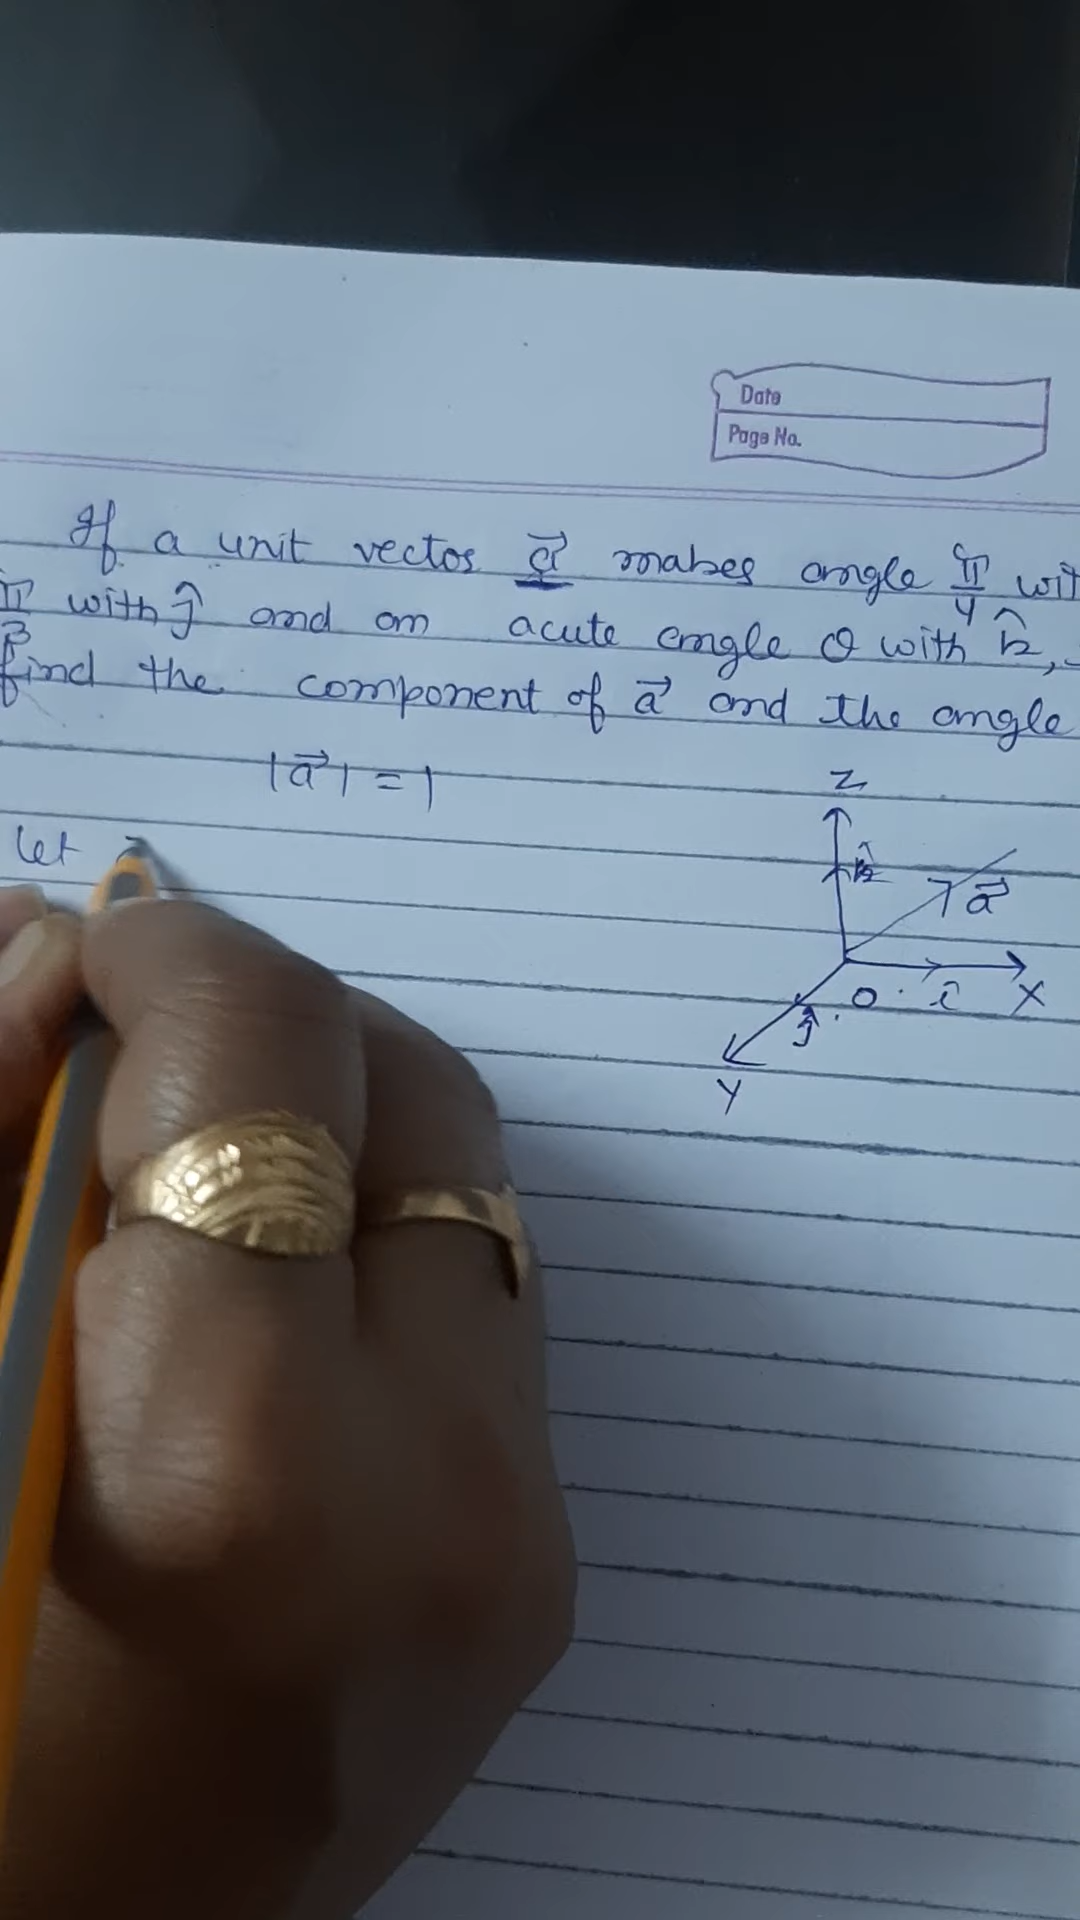 Date
Page No.
If a unit vector a⃗ makes angle π/4 wit
π/3 with ĵ and an acute angle θ with k̂,
find the component of a⃗ and the angle
|a⃗| = 1
let
Z
k̂
a⃗
O î X
ĵ
Y